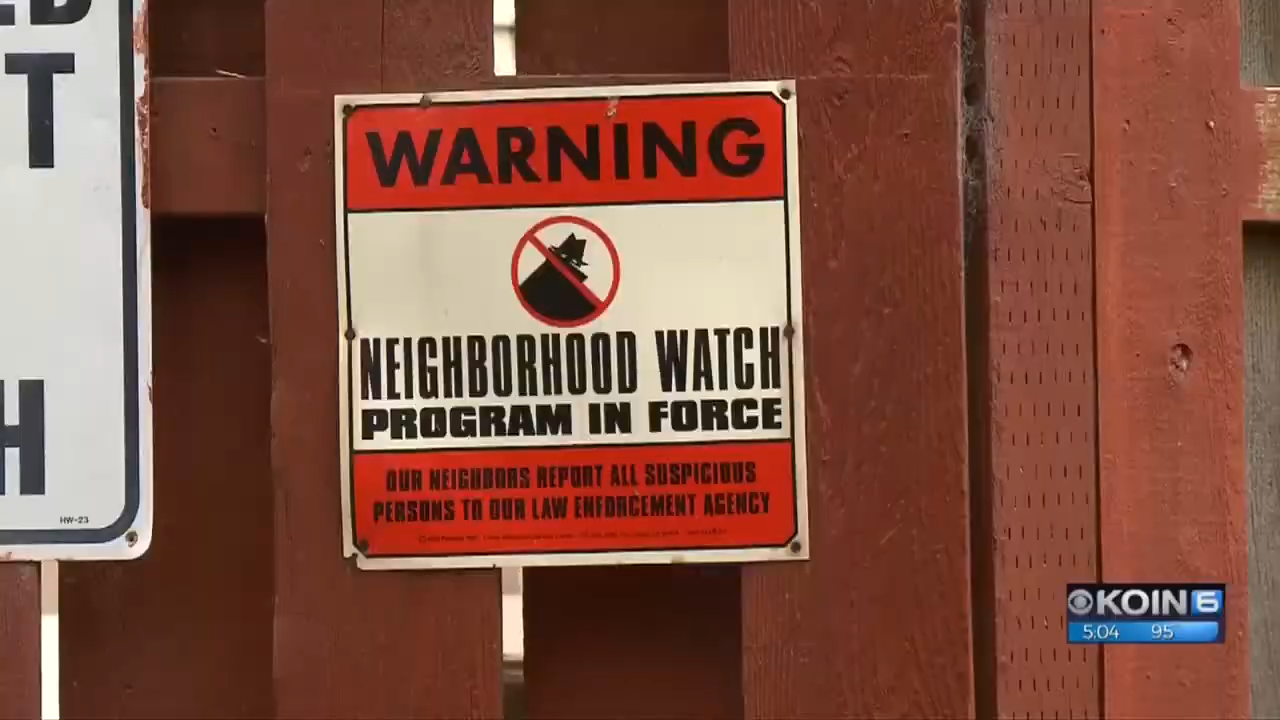 ED
T
H
HW-23
WARNING
NEIGHBORHOOD WATCH
PROGRAM IN FORCE
OUR NEIGHBORS REPORT ALL SUSPICIOUS
PERSONS TO OUR LAW ENFORCEMENT AGENCY
KOIN 6
5:04 95